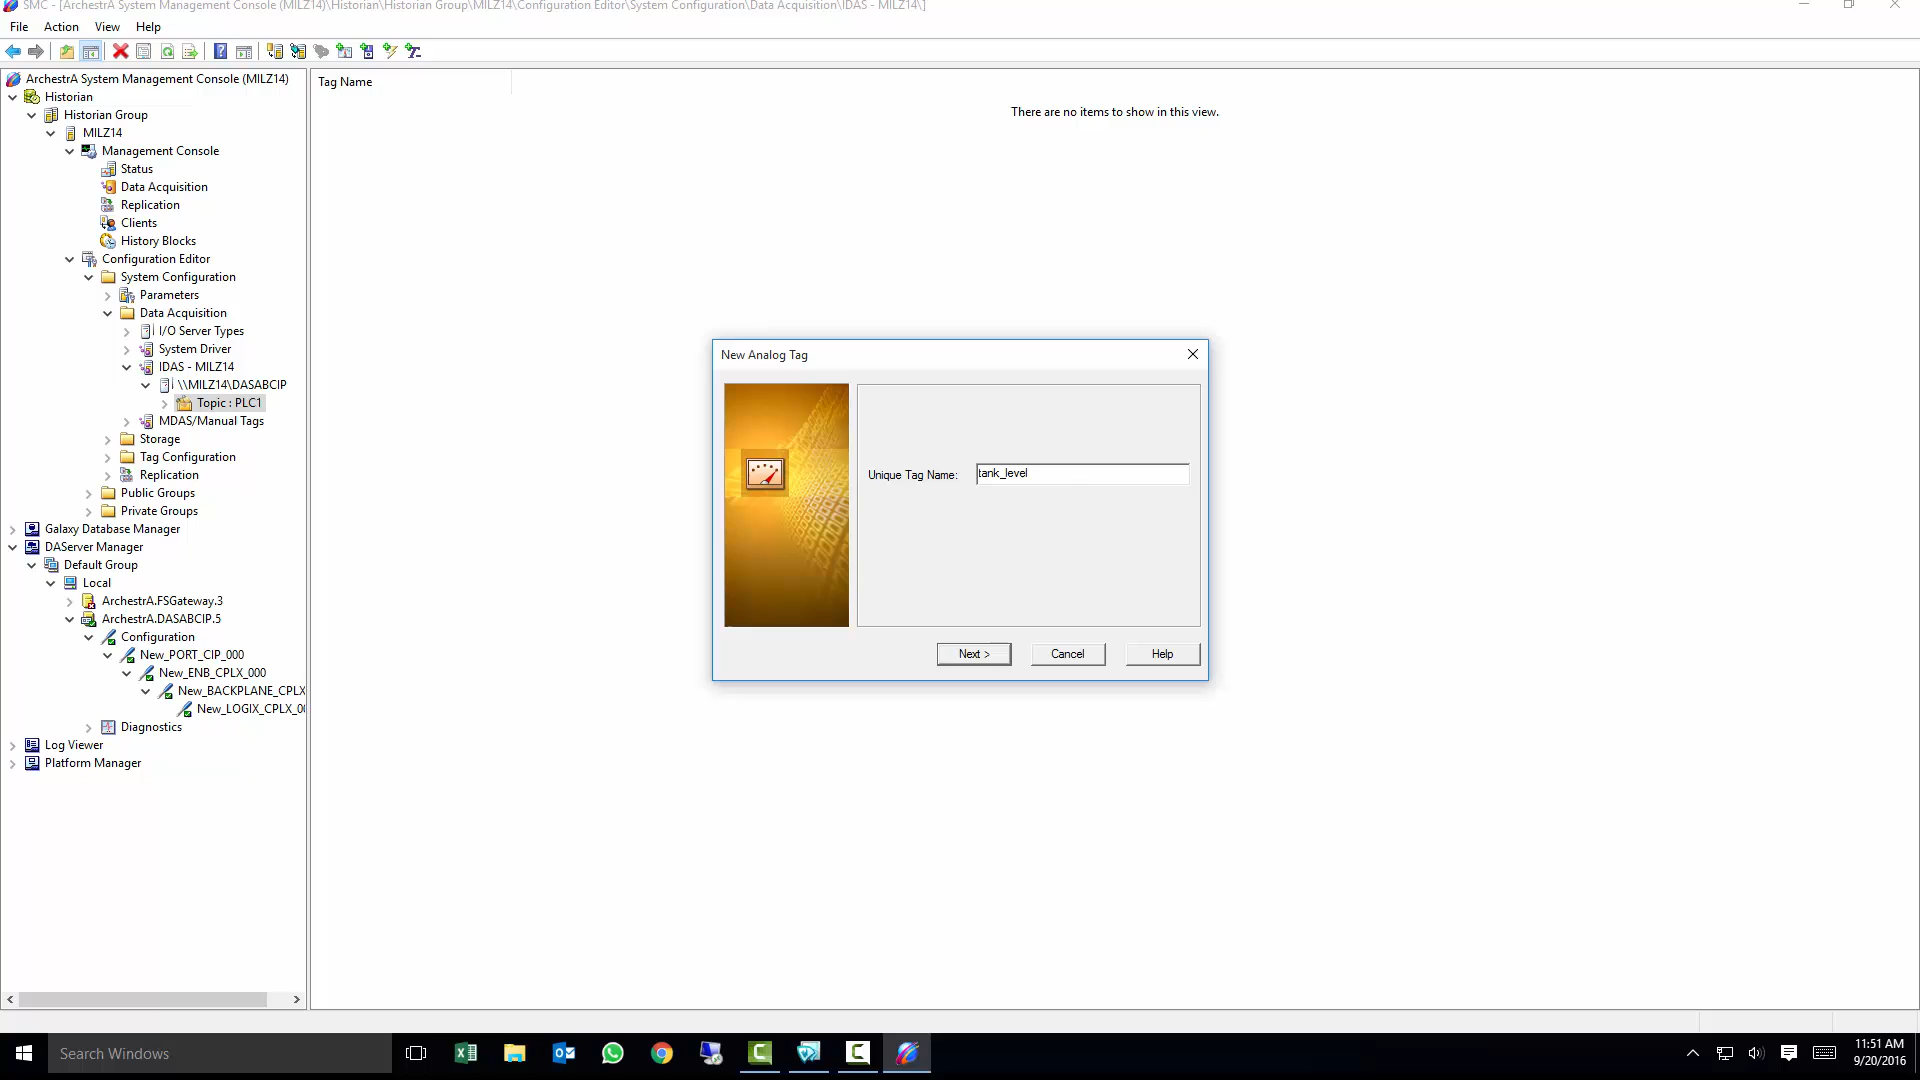 SMC - [ArchestrA System Management Console (MILZ14)\Historian\Historian Group\MILZ14\Configuration Editor\System Configuration\Data Acquisition\IDAS - MILZ14\]
File Action View Help
ArchestrA System Management Console (MILZ14)
Historian
Historian Group
MILZ14
Management Console
Status
Data Acquisition
Replication
Clients
History Blocks
Configuration Editor
System Configuration
Parameters
Data Acquisition
I/O Server Types
System Driver
IDAS - MILZ14
\\MILZ14\DASABCIP
Topic : PLC1
MDAS/Manual Tags
Storage
Tag Configuration
Replication
Public Groups
Private Groups
Galaxy Database Manager
DAServer Manager
Default Group
Local
ArchestrA.FSGateway.3
ArchestrA.DASABCIP.5
Configuration
New_PORT_CIP_000
New_ENB_CPLX_000
New_BACKPLANE_CPLX
New_LOGIX_CPLX_00
Diagnostics
Log Viewer
Platform Manager
Tag Name
There are no items to show in this view.
New Analog Tag
Unique Tag Name: tank_level
Next > Cancel Help
Search Windows
11:51 AM
9/20/2016